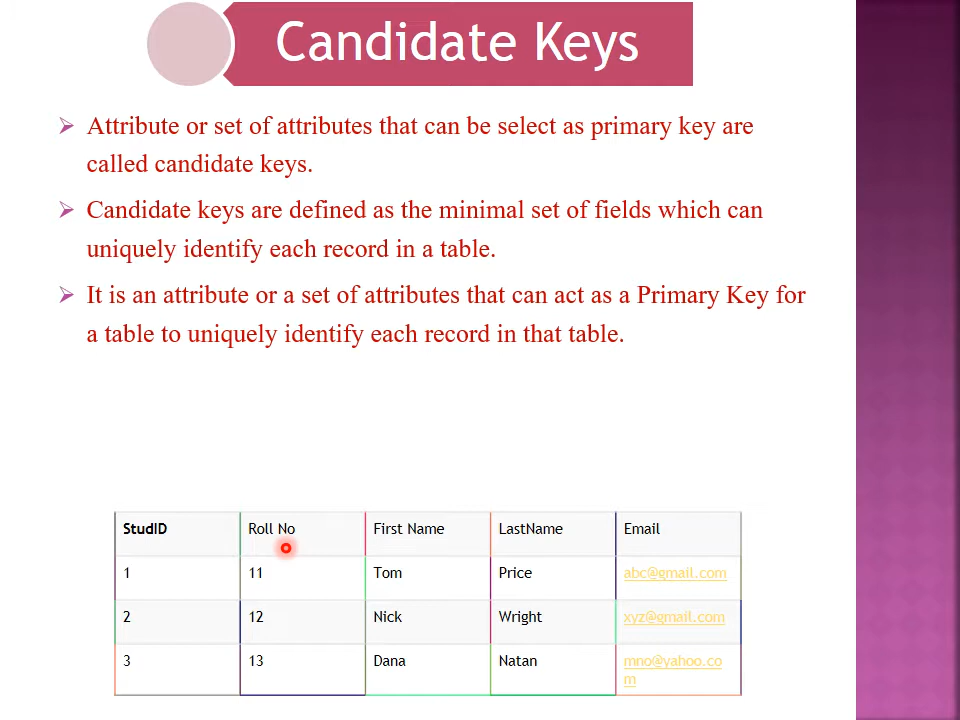 Candidate Keys
Attribute or set of attributes that can be select as primary key are
called candidate keys.
Candidate keys are defined as the minimal set of fields which can
uniquely identify each record in a table.
It is an attribute or a set of attributes that can act as a Primary Key for
a table to uniquely identify each record in that table.
StudID Roll No First Name LastName Email
1 11 Tom Price abc@gmail.com
2 12 Nick Wright xyz@gmail.com
3 13 Dana Natan mno@yahoo.co
m